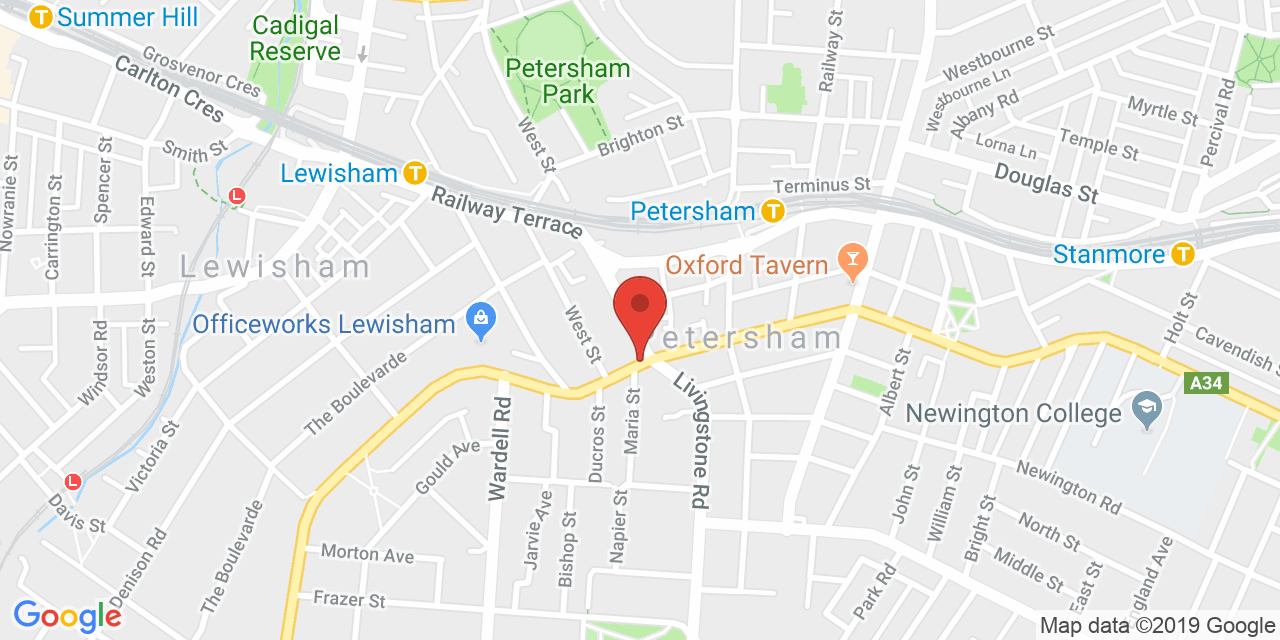 Summer Hill
Cadigal
Reserve
Grosvenor Cres
Carlton Cres
Petersham
Park
Railway St
Westbourne St
Westbourne Ln
Albany Rd
Myrtle St
Percival Rd
Temple St
Lorna Ln
Douglas St
Brighton St
West St
Smith St
Lewisham
Railway Terrace
Terminus St
Petersham
Stanmore
Nowranie St
Carrington St
Spencer St
Edward St
L
Lewisham
Oxford Tavern
Officeworks Lewisham
West St
Petersham
Holt St
Cavendish S
A34
Windsor Rd
Weston St
The Boulevarde
Albert St
Newington College
Livingstone Rd
Maria St
Ducros St
Wardell Rd
Gould Ave
Victoria St
L
Davis St
Denison Rd
The Boulevarde
Newington Rd
John St
William St
Bright St
North St
Middle St
Jarvie Ave
Bishop St
Napier St
Morton Ave
Frazer St
Park Rd
East St
England Ave
Google
Map data ©2019 Google